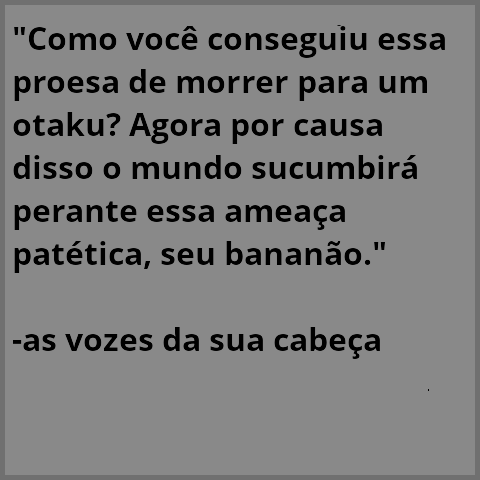 "Como você conseguiu essa
proesa de morrer para um
otaku? Agora por causa
disso o mundo sucumbirá
perante essa ameaça
patética, seu bananão."
-as vozes da sua cabeça